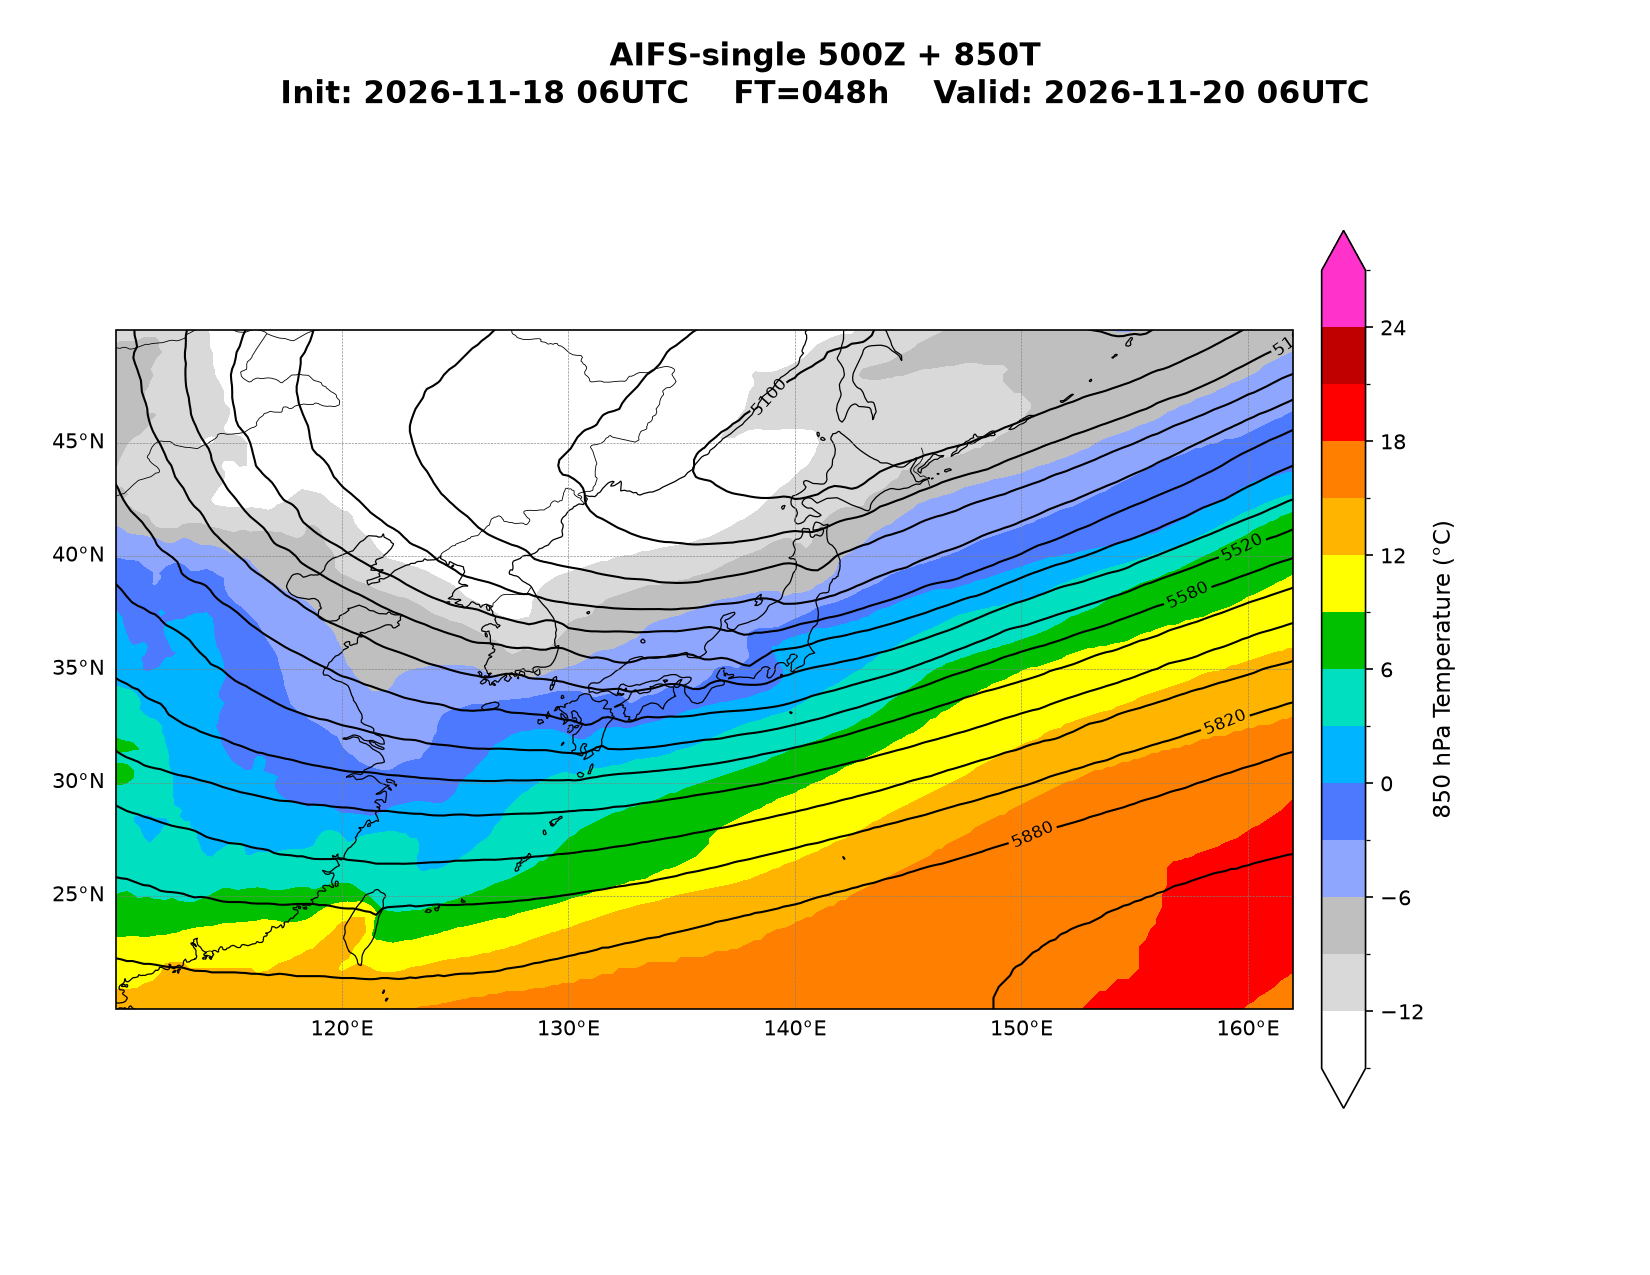 AIFS-single 500Z + 850T
Init: 2026-11-18 06UTC    FT=048h    Valid: 2026-11-20 06UTC
24
18
12
6
0
−6
−12
850 hPa Temperature (°C)
45°N
40°N
35°N
30°N
25°N
120°E
130°E
140°E
150°E
160°E
5100
51
5520
5580
5820
5880